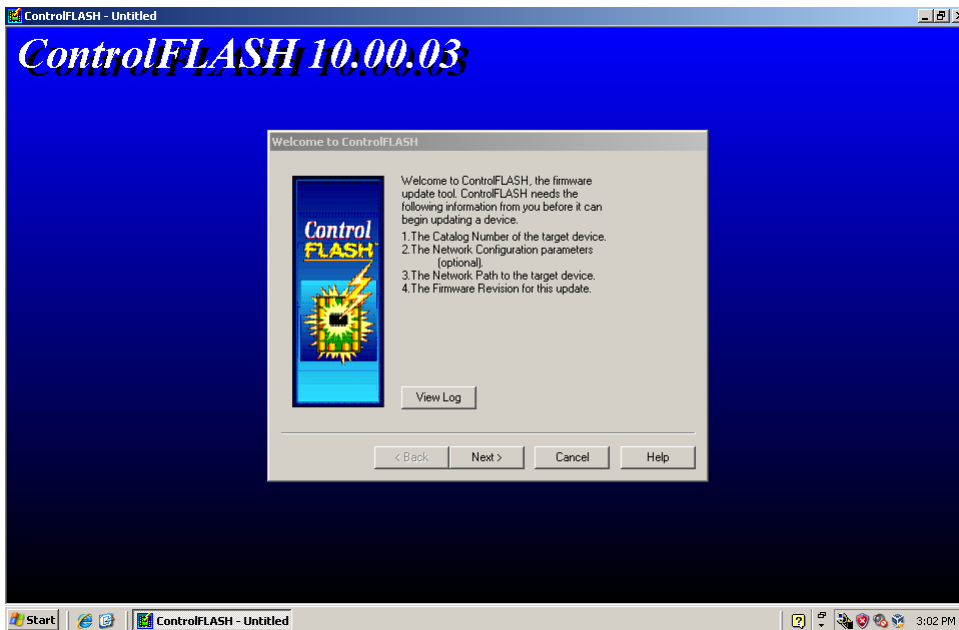 ControlFLASH - Untitled
ControlFLASH 10.00.03
Welcome to ControlFLASH
Control
FLASH
Welcome to ControlFLASH, the firmware
update tool. ControlFLASH needs the
following information from you before it can
begin updating a device.
1.The Catalog Number of the target device.
2.The Network Configuration parameters
(optional).
3.The Network Path to the target device.
4.The Firmware Revision for this update.
View Log
< Back
Next >
Cancel
Help
Start
ControlFLASH - Untitled
3:02 PM